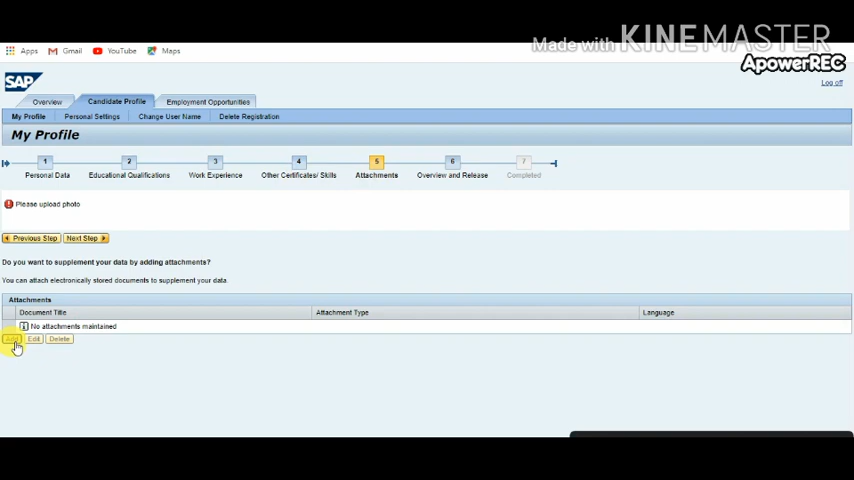 Made with KINEMASTER
Apps Gmail YouTube Maps
ApowerREC
SAP
Log off
Overview Candidate Profile Employment Opportunities
My Profile Personal Settings Change User Name Delete Registration
My Profile
1 2 3 4 5 6 7
Personal Data Educational Qualifications Work Experience Other Certificates/ Skills Attachments Overview and Release Completed
Please upload photo
Previous Step Next Step
Do you want to supplement your data by adding attachments?
You can attach electronically stored documents to supplement your data
Attachments
Document Title Attachment Type Language
No attachments maintained
Add Edit Delete